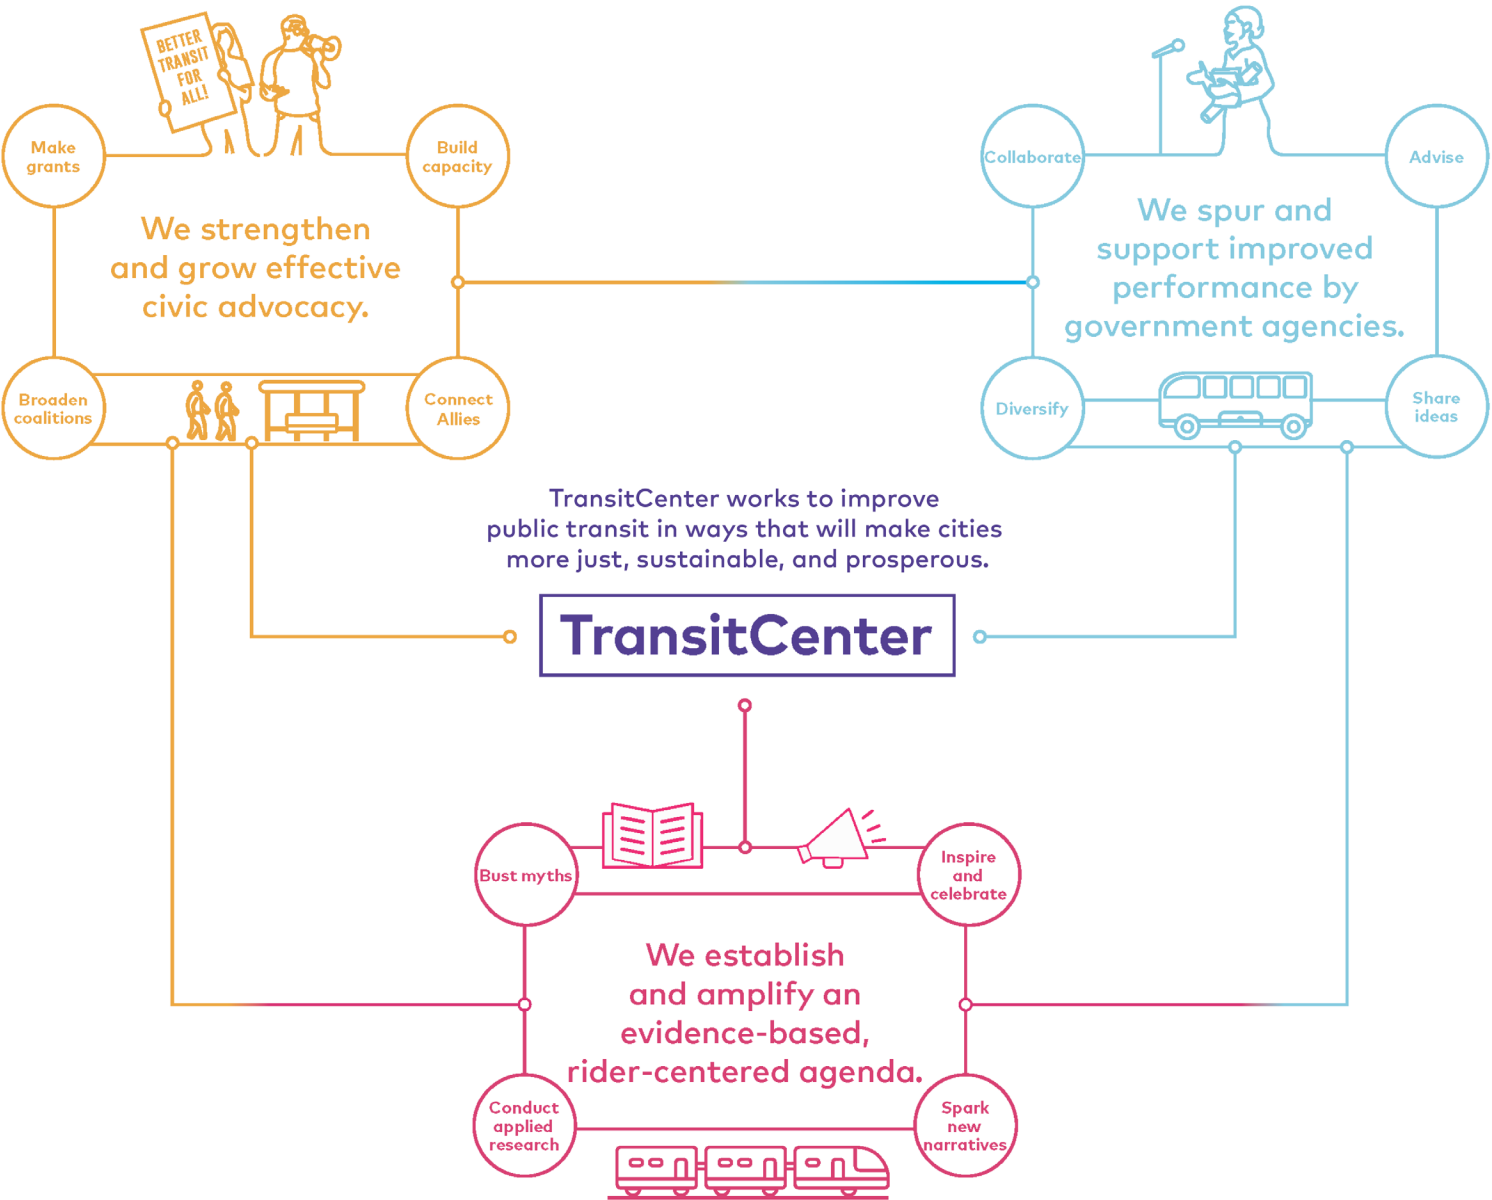 BETTER
TRANSIT
FOR
ALL!
Make
grants
Build
capacity
We strengthen
and grow effective
civic advocacy.
Broaden
coalitions
Connect
Allies
Collaborate
Advise
We spur and
support improved
performance by
government agencies.
Diversify
Share
ideas
TransitCenter works to improve
public transit in ways that will make cities
more just, sustainable, and prosperous.
TransitCenter
Bust myths
Inspire
and
celebrate
We establish
and amplify an
evidence-based,
rider-centered agenda.
Conduct
applied
research
Spark
new
narratives